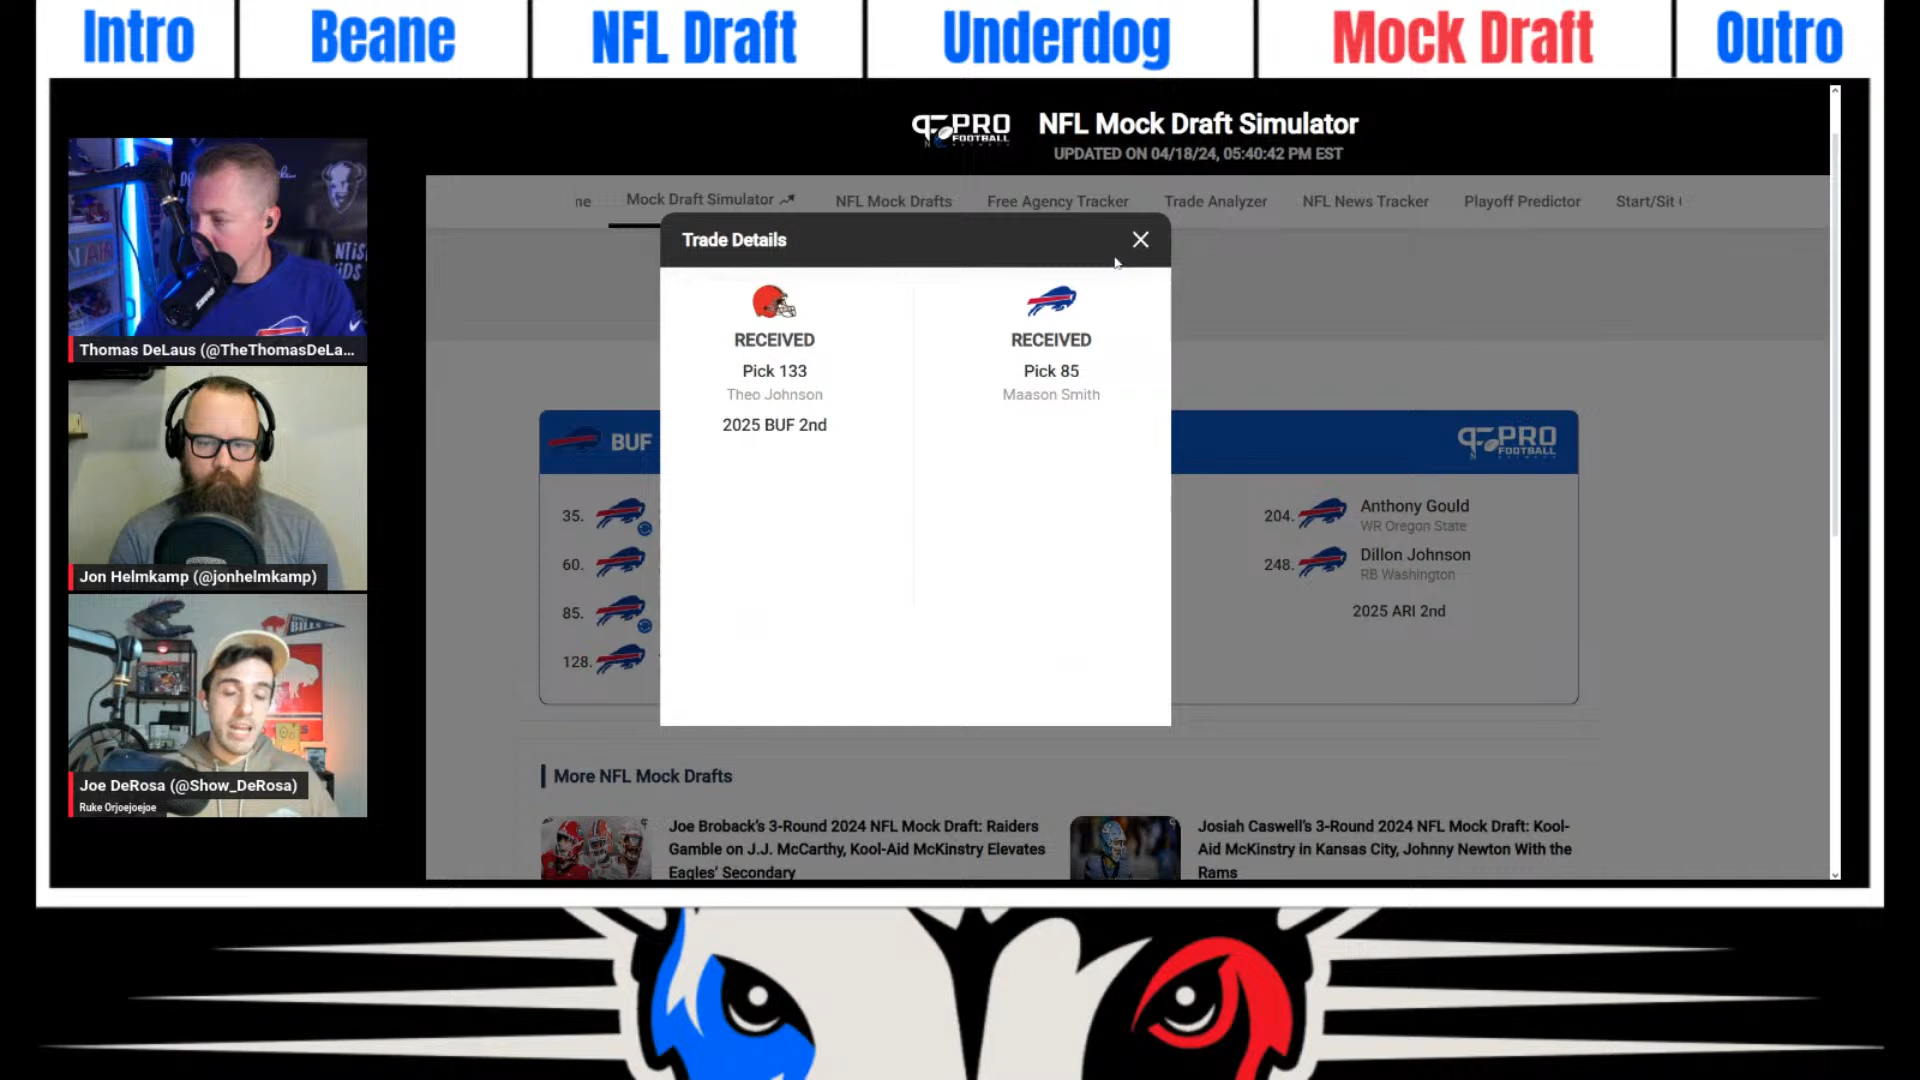 Intro
Beane
NFL Draft
Underdog
Mock Draft
Outro
PRO
FOOTBALL
NFL Mock Draft Simulator
UPDATED ON 04/18/24, 05:40:42 PM EST
ne
Mock Draft Simulator
NFL Mock Drafts
Free Agency Tracker
Trade Analyzer
NFL News Tracker
Playoff Predictor
Start/Sit
Trade Details
RECEIVED
Pick 133
Theo Johnson
2025 BUF 2nd
RECEIVED
Pick 85
Maason Smith
BUF
PRO
FOOTBALL
35.
60.
85.
128.
204.
Anthony Gould
WR Oregon State
248.
Dillon Johnson
RB Washington
2025 ARI 2nd
More NFL Mock Drafts
Joe Broback's 3-Round 2024 NFL Mock Draft: Raiders
Gamble on J.J. McCarthy, Kool-Aid McKinstry Elevates
Eagles' Secondary
Josiah Caswell's 3-Round 2024 NFL Mock Draft: Kool-
Aid McKinstry in Kansas City, Johnny Newton With the
Rams
Thomas DeLaus (@TheThomasDeLa...
Jon Helmkamp (@jonhelmkamp)
BILLS
Joe DeRosa (@Show_DeRosa)
Ruke Orjoejoejoe